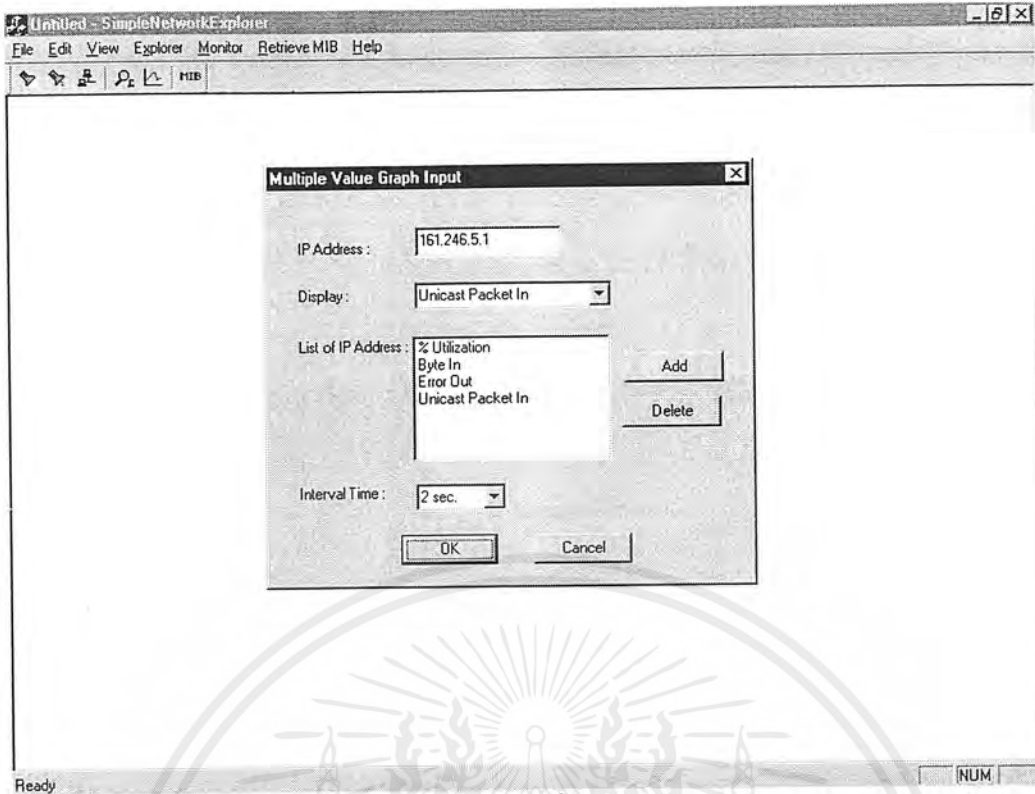 Untitled - SimpleNetworkExplorer
File Edit View Explorer Monitor Retrieve MIB Help
MIB
Multiple Value Graph Input
IP Address : 161.246.5.1
Display : Unicast Packet In
List of IP Address : % Utilization
Byte In
Error Out
Unicast Packet In
Add
Delete
Interval Time : 2 sec.
OK Cancel
Ready NUM